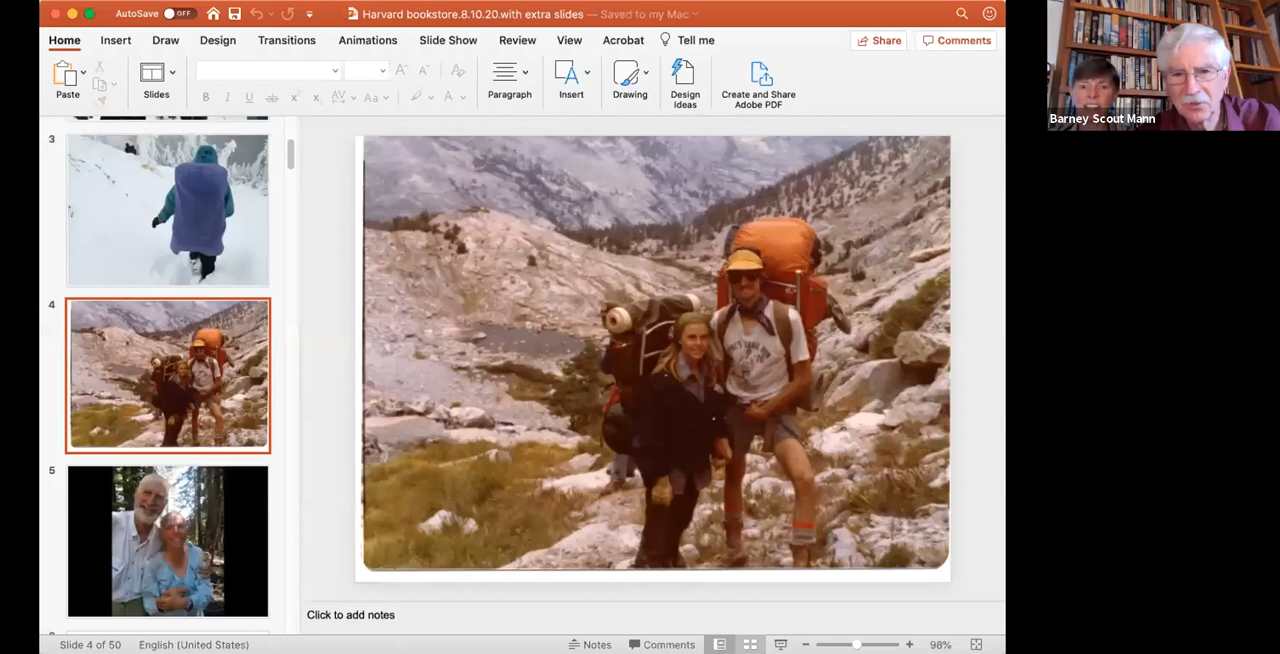 AutoSave OFF
Harvard bookstore.8.10.20.with extra slides — Saved to my Mac
Home Insert Draw Design Transitions Animations Slide Show Review View Acrobat Tell me Share Comments
Paste Slides Paragraph Insert Drawing Design Ideas Create and Share Adobe PDF
B I U ab x x AV Aa A
3
4
5
Click to add notes
Slide 4 of 50 English (United States) Notes Comments 98%
Barney Scout Mann